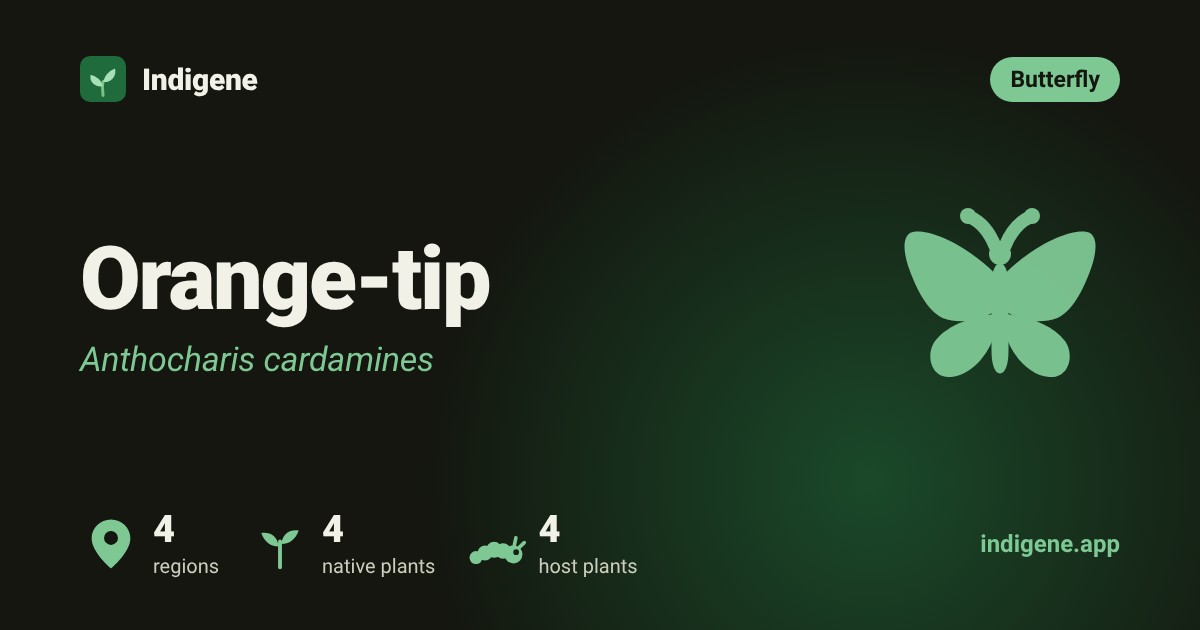 Indigene
Butterfly
Orange-tip
Anthocharis cardamines
4
regions
4
native plants
4
host plants
indigene.app